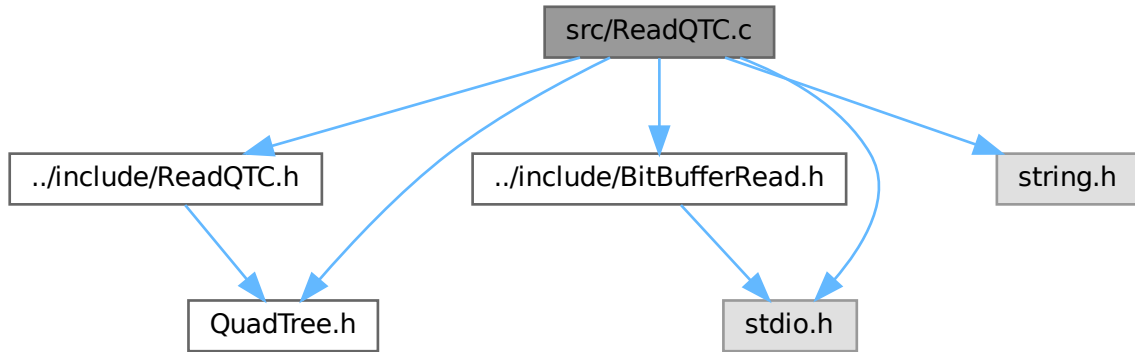 src/ReadQTC.c
../include/ReadQTC.h
../include/BitBufferRead.h
string.h
QuadTree.h
stdio.h